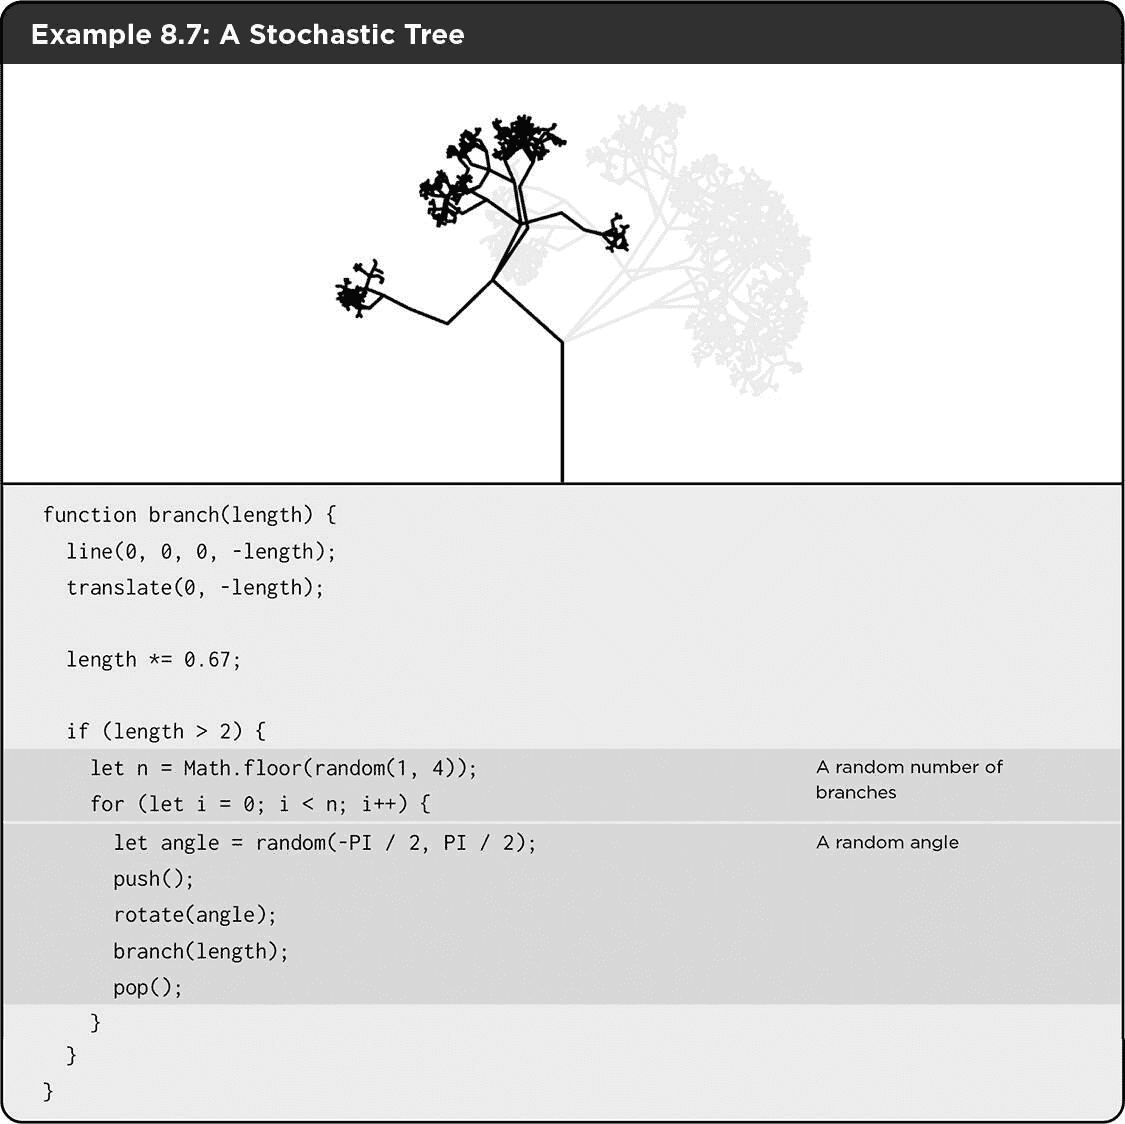 Example 8.7: A Stochastic Tree
function branch(length) {
  line(0, 0, 0, -length);
  translate(0, -length);
  length *= 0.67;
  if (length > 2) {
    let n = Math.floor(random(1, 4));
    A random number of
    branches
    for (let i = 0; i < n; i++) {
      let angle = random(-PI / 2, PI / 2);
      A random angle
      push();
      rotate(angle);
      branch(length);
      pop();
    }
  }
}